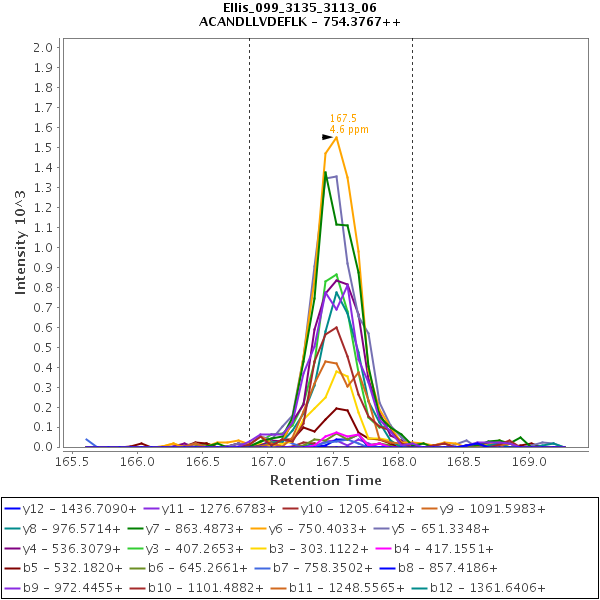 Ellis_099_3135_3113_06
ACANDLLVDEFLK - 754.3767++
2.0
1.9
1.8
1.7
1.6
1.5
1.4
1.3
1.2
1.1
1.0
0.9
0.8
0.7
0.6
0.5
0.4
0.3
0.2
0.1
0.0
Intensity 10^3
167.5
4.6 ppm
165.5 166.0 166.5 167.0 167.5 168.0 168.5 169.0
Retention Time
y12 - 1436.7090+ y11 - 1276.6783+ y10 - 1205.6412+ y9 - 1091.5983+
y8 - 976.5714+ y7 - 863.4873+ y6 - 750.4033+ y5 - 651.3348+
y4 - 536.3079+ y3 - 407.2653+ b3 - 303.1122+ b4 - 417.1551+
b5 - 532.1820+ b6 - 645.2661+ b7 - 758.3502+ b8 - 857.4186+
b9 - 972.4455+ b10 - 1101.4882+ b11 - 1248.5565+ b12 - 1361.6406+